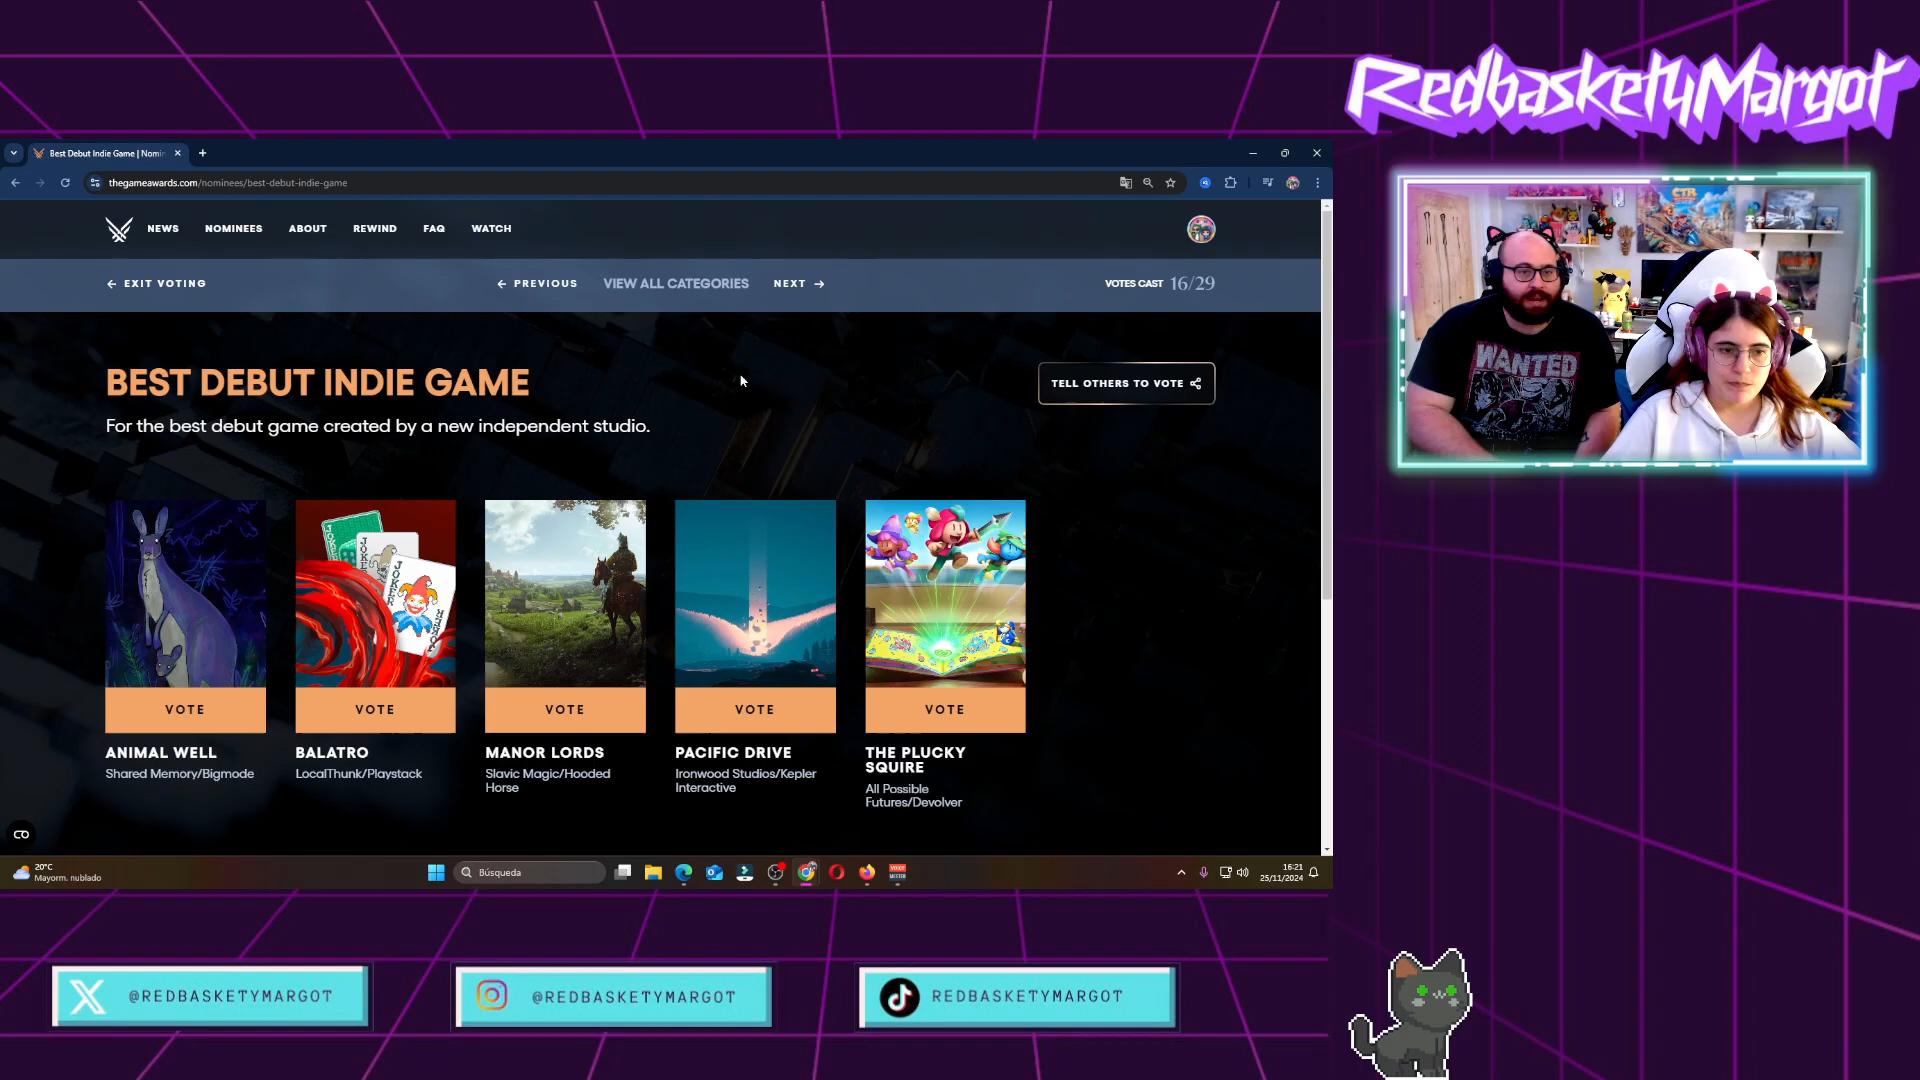 RedbasketyMargot
Best Debut Indie Game | Nomin
thegameawards.com/nominees/best-debut-indie-game
NEWS
NOMINEES
ABOUT
REWIND
FAQ
WATCH
EXIT VOTING
PREVIOUS
VIEW ALL CATEGORIES
NEXT
VOTES CAST 16/29
BEST DEBUT INDIE GAME
For the best debut game created by a new independent studio.
TELL OTHERS TO VOTE
WANTED
CTR
JOKER
JOKER
JOKER
VOTE
VOTE
VOTE
VOTE
VOTE
ANIMAL WELL
Shared Memory/Bigmode
BALATRO
LocalThunk/Playstack
MANOR LORDS
Slavic Magic/Hooded
Horse
PACIFIC DRIVE
Ironwood Studios/Kepler
Interactive
THE PLUCKY
SQUIRE
All Possible
Futures/Devolver
20°C
Mayorm. nublado
Búsqueda
16:21
25/11/2024
@REDBASKETYMARGOT
@REDBASKETYMARGOT
REDBASKETYMARGOT